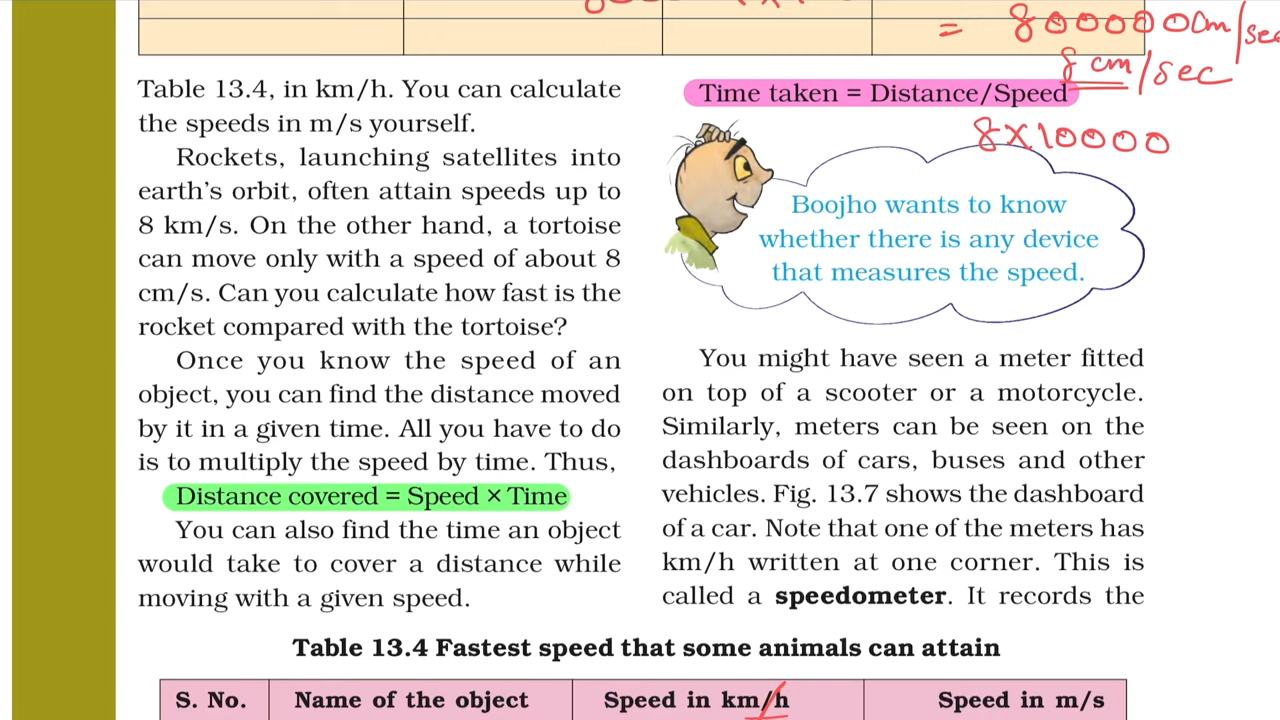 = 800000cm/sec
8 cm/sec
Table 13.4, in km/h. You can calculate
the speeds in m/s yourself.
Rockets, launching satellites into
earth's orbit, often attain speeds up to
8 km/s. On the other hand, a tortoise
can move only with a speed of about 8
cm/s. Can you calculate how fast is the
rocket compared with the tortoise?
Once you know the speed of an
object, you can find the distance moved
by it in a given time. All you have to do
is to multiply the speed by time. Thus,
Distance covered = Speed × Time
You can also find the time an object
would take to cover a distance while
moving with a given speed.
Time taken = Distance/Speed
8×10000
Boojho wants to know
whether there is any device
that measures the speed.
You might have seen a meter fitted
on top of a scooter or a motorcycle.
Similarly, meters can be seen on the
dashboards of cars, buses and other
vehicles. Fig. 13.7 shows the dashboard
of a car. Note that one of the meters has
km/h written at one corner. This is
called a speedometer. It records the
Table 13.4 Fastest speed that some animals can attain
S. No. Name of the object Speed in km/h Speed in m/s